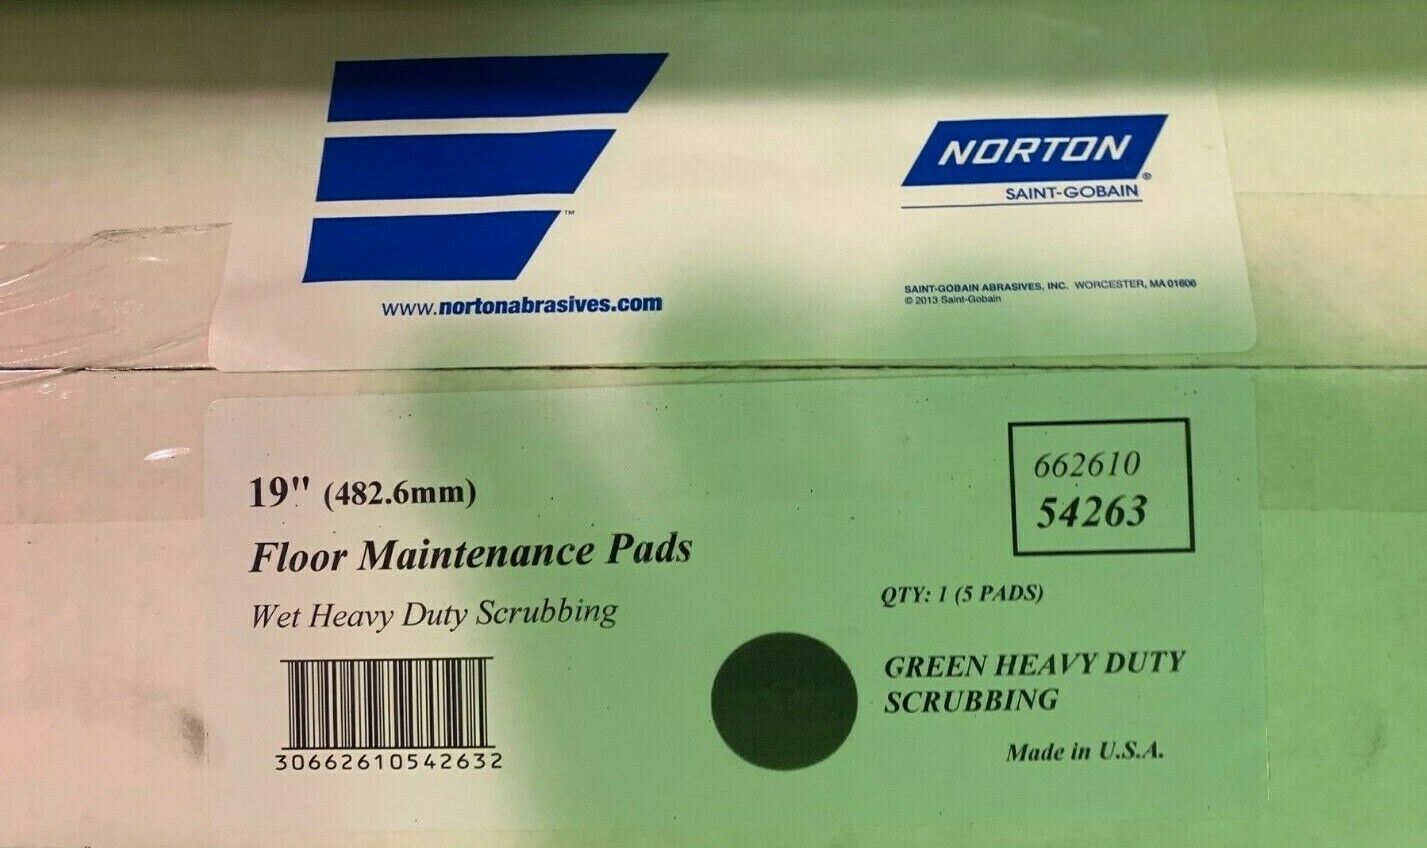 NORTON®
SAINT-GOBAIN
™
www.nortonabrasives.com
SAINT-GOBAIN ABRASIVES, INC. WORCESTER, MA 01606
© 2013 Saint-Gobain
19" (482.6mm)
Floor Maintenance Pads
Wet Heavy Duty Scrubbing
30662610542632
662610
54263
QTY: 1 (5 PADS)
GREEN HEAVY DUTY
SCRUBBING
Made in U.S.A.